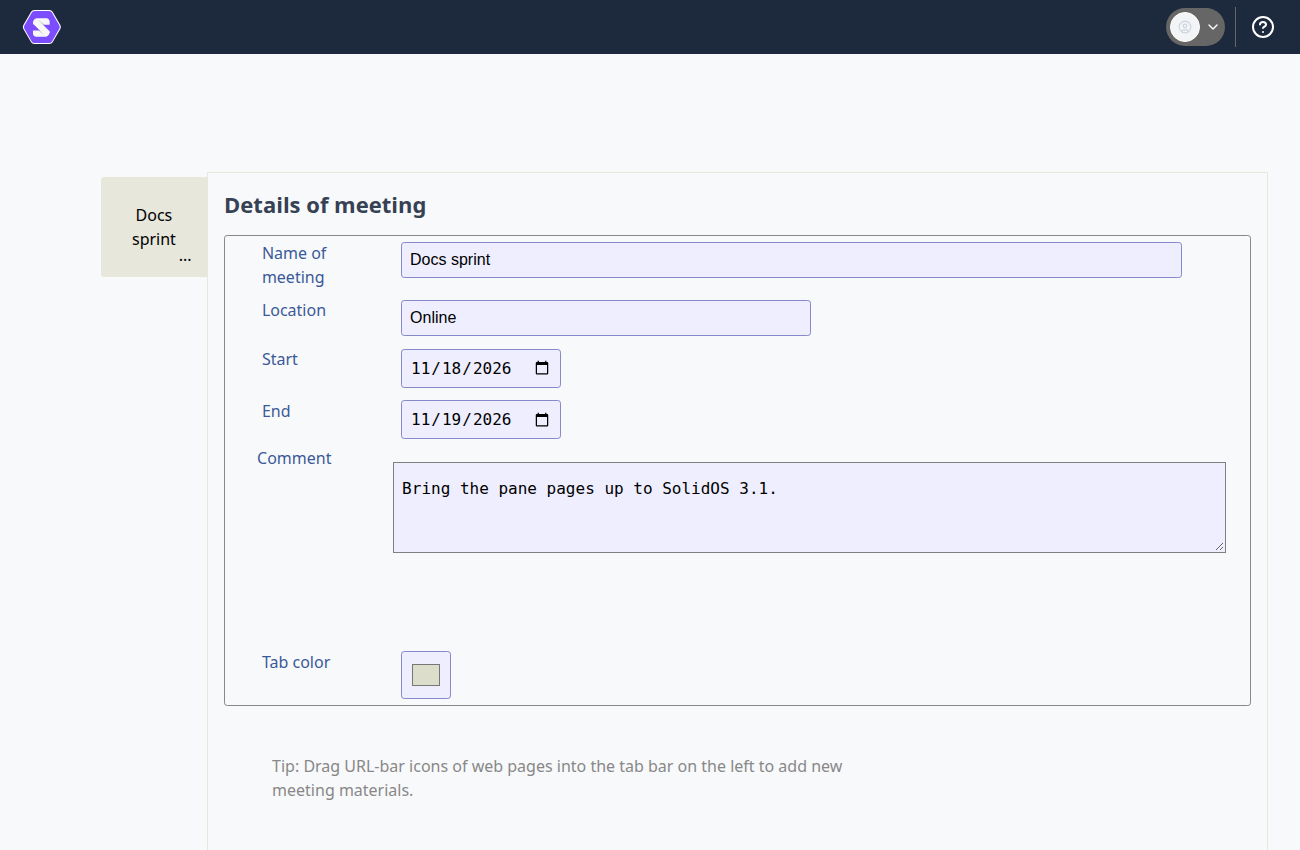 Docs
sprint
...
Details of meeting
Name of
meeting
Docs sprint
Location
Online
Start
11/18/2026
End
11/19/2026
Comment
Bring the pane pages up to SolidOS 3.1.
Tab color
Tip: Drag URL-bar icons of web pages into the tab bar on the left to add new
meeting materials.